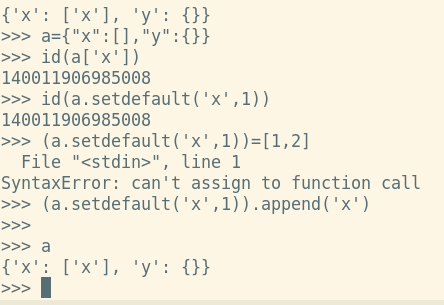 {'x': ['x'], 'y': {}}
>>> a={"x":[],"y":{}}
>>> id(a['x'])
140011906985008
>>> id(a.setdefault('x',1))
140011906985008
>>> (a.setdefault('x',1))=[1,2]
  File "<stdin>", line 1
SyntaxError: can't assign to function call
>>> (a.setdefault('x',1)).append('x')
>>>
>>> a
{'x': ['x'], 'y': {}}
>>>